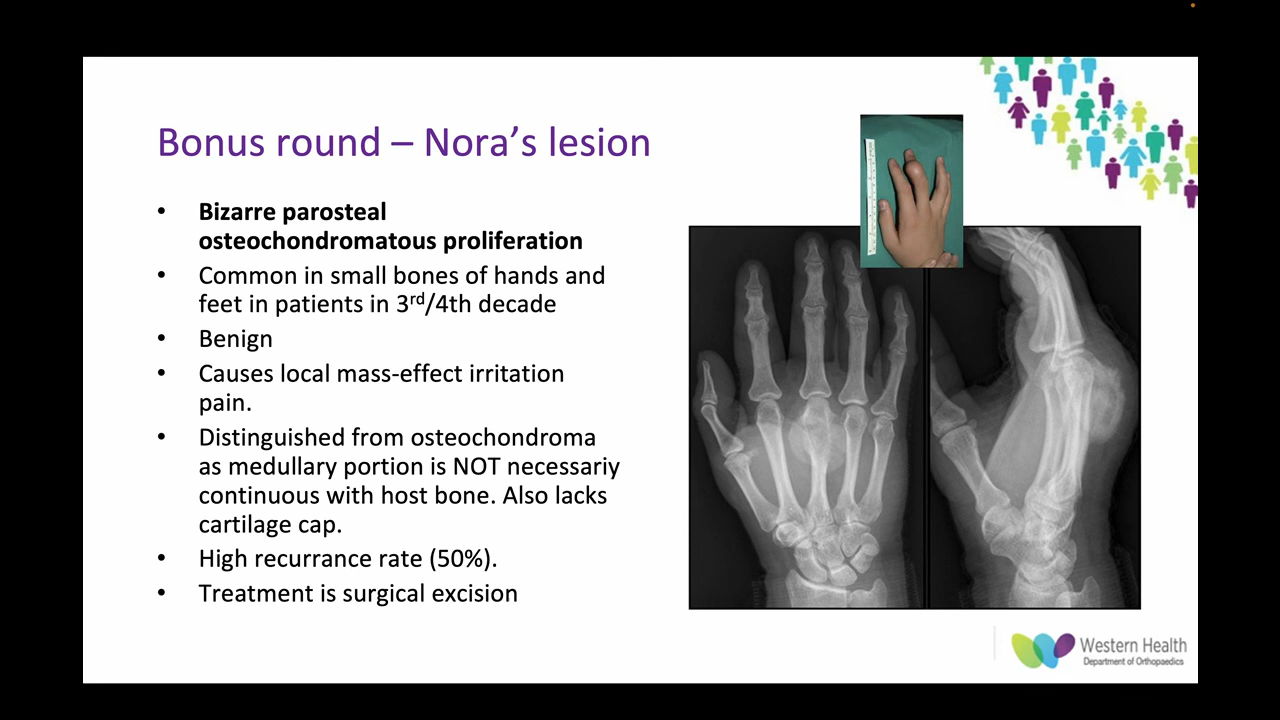 Bonus round – Nora's lesion
• Bizarre parosteal
osteochondromatous proliferation
• Common in small bones of hands and
feet in patients in 3rd/4th decade
• Benign
• Causes local mass-effect irritation
pain.
• Distinguished from osteochondroma
as medullary portion is NOT necessariy
continuous with host bone. Also lacks
cartilage cap.
• High recurrance rate (50%).
• Treatment is surgical excision
Western Health
Department of Orthopaedics